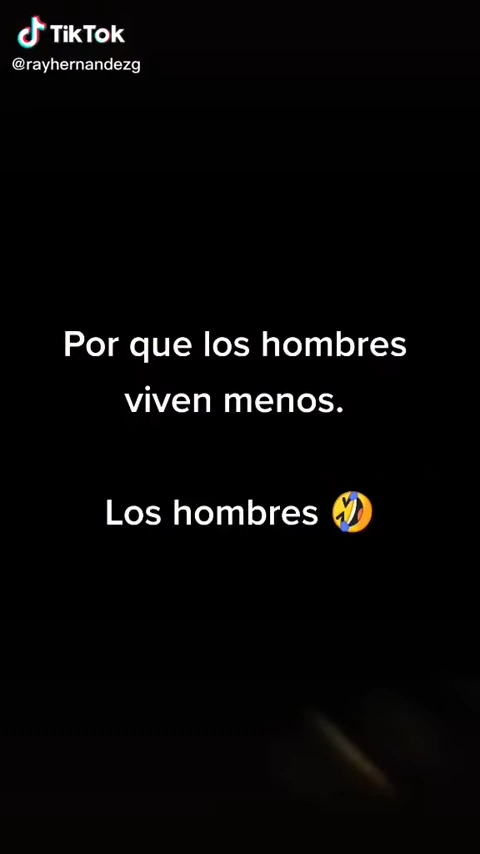 TikTok
@rayhernandezg
Por que los hombres
viven menos.
Los hombres 🤣